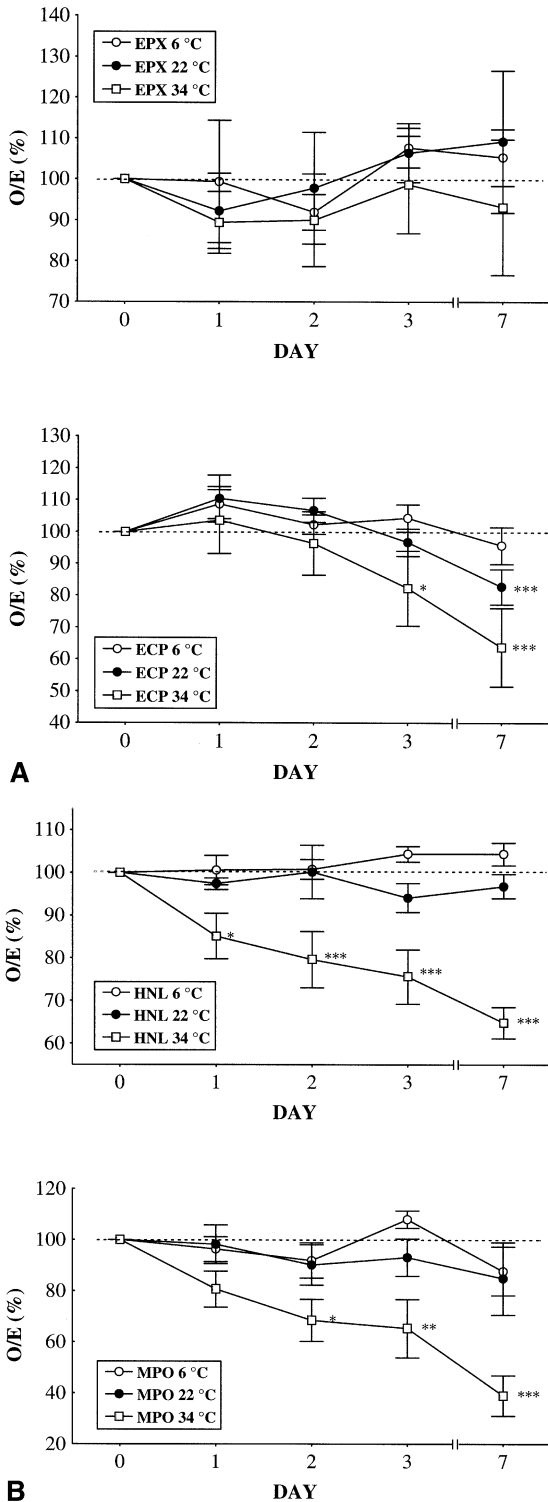 140
130
120
110
100
90
80
70
O/E (%)
EPX 6 °C
EPX 22 °C
EPX 34 °C
0 1 2 3 7
DAY
130
120
110
100
90
80
70
60
50
40
O/E (%)
*
***
***
ECP 6 °C
ECP 22 °C
ECP 34 °C
0 1 2 3 7
DAY
A
110
100
90
80
70
60
O/E (%)
*
***
***
***
HNL 6 °C
HNL 22 °C
HNL 34 °C
0 1 2 3 7
DAY
120
100
80
60
40
20
O/E (%)
*
**
***
MPO 6 °C
MPO 22 °C
MPO 34 °C
0 1 2 3 7
DAY
B